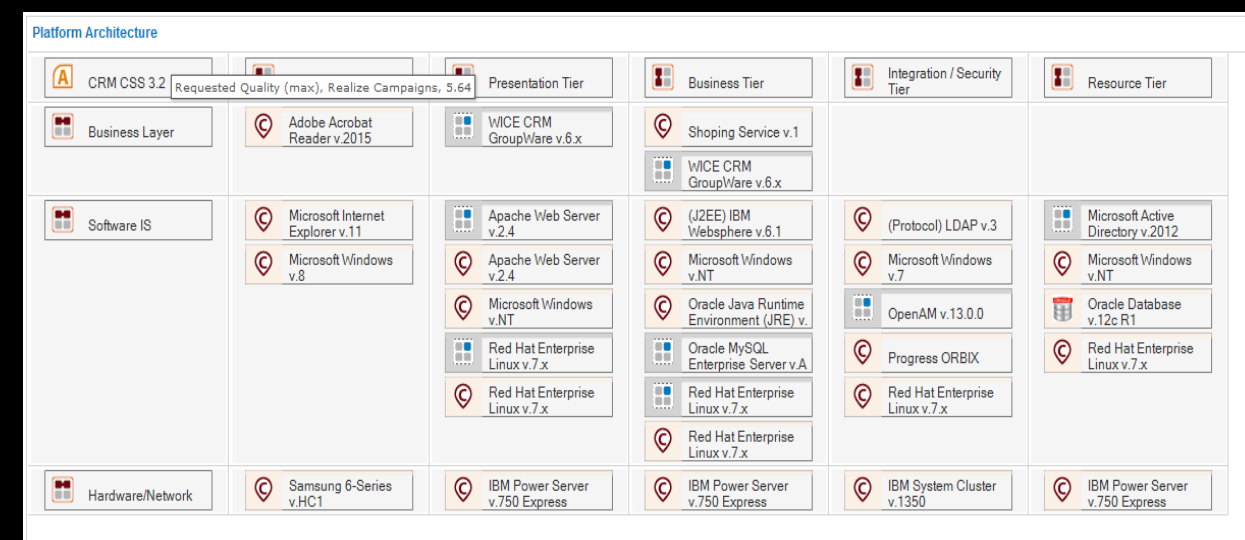 Platform Architecture
A
CRM CSS 3.2
Requested Quality (max), Realize Campaigns, 5.64
Presentation Tier
Business Tier
Integration / Security
Tier
Resource Tier
Business Layer
C
Adobe Acrobat
Reader v.2015
WICE CRM
GroupWare v.6.x
C
Shoping Service v.1
WICE CRM
GroupWare v.6.x
Software IS
C
Microsoft Internet
Explorer v.11
Apache Web Server
v.2.4
C
(J2EE) IBM
Websphere v.6.1
C
(Protocol) LDAP v.3
Microsoft Active
Directory v.2012
C
Microsoft Windows
v.8
C
Apache Web Server
v.2.4
C
Microsoft Windows
v.NT
C
Microsoft Windows
v.7
C
Microsoft Windows
v.NT
C
Microsoft Windows
v.NT
C
Oracle Java Runtime
Environment (JRE) v.
OpenAM v.13.0.0
Oracle Database
v.12c R1
Red Hat Enterprise
Linux v.7.x
Oracle MySQL
Enterprise Server v.A
C
Progress ORBIX
C
Red Hat Enterprise
Linux v.7.x
C
Red Hat Enterprise
Linux v.7.x
Red Hat Enterprise
Linux v.7.x
C
Red Hat Enterprise
Linux v.7.x
C
Red Hat Enterprise
Linux v.7.x
Hardware/Network
C
Samsung 6-Series
v.HC1
C
IBM Power Server
v.750 Express
C
IBM Power Server
v.750 Express
C
IBM System Cluster
v.1350
C
IBM Power Server
v.750 Express